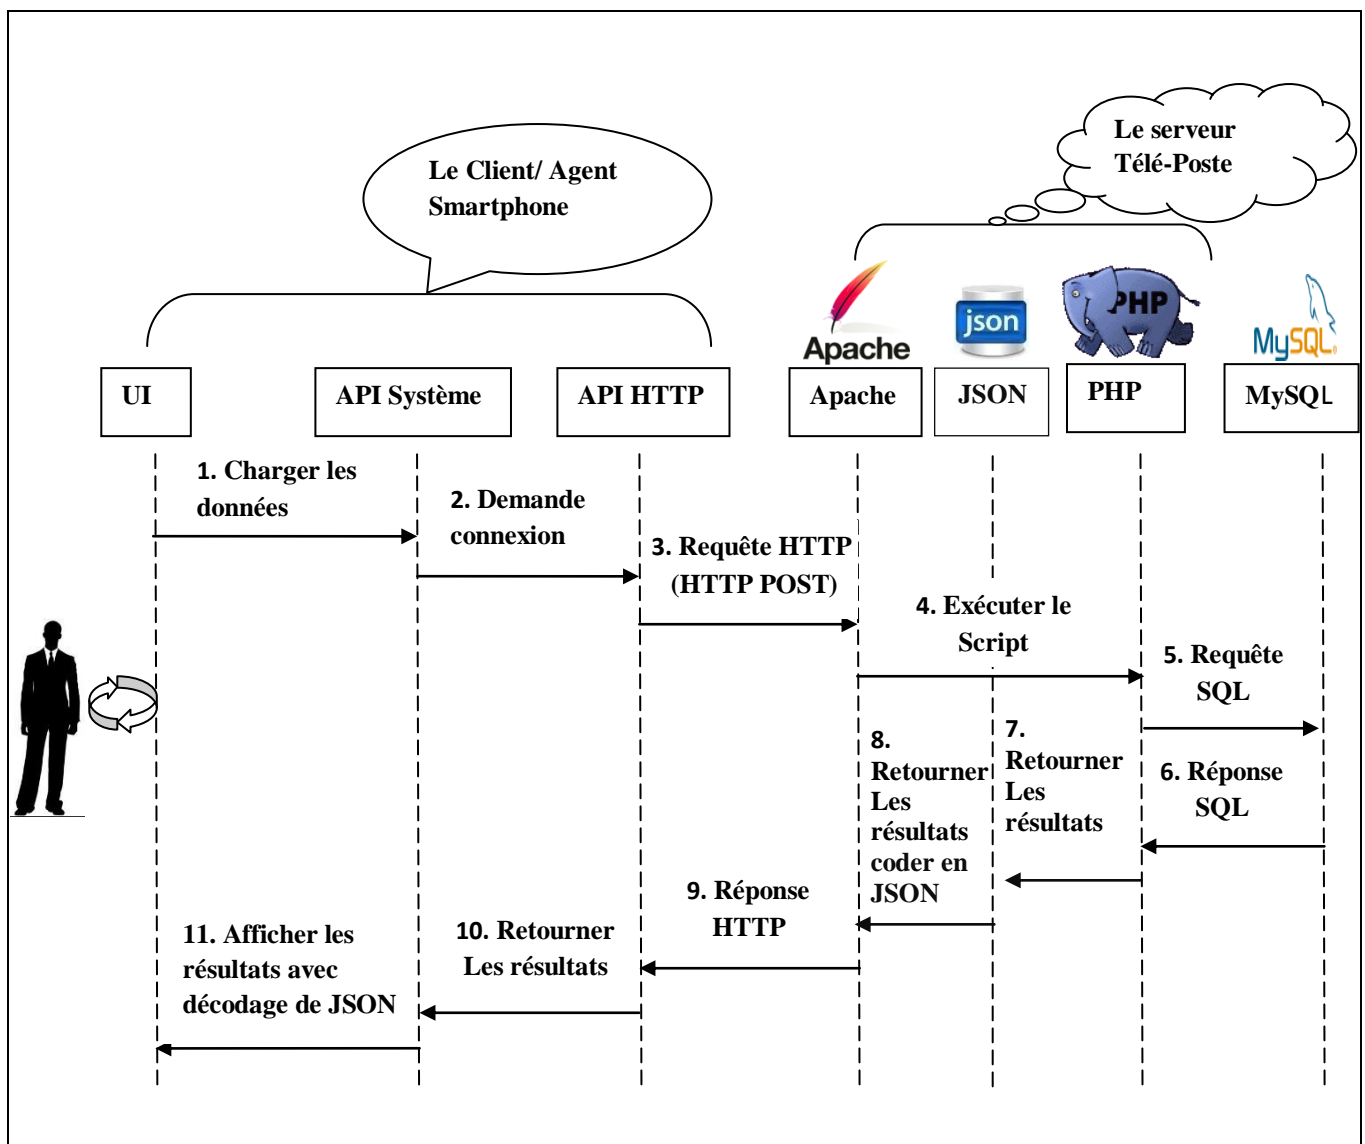 Le serveur
Télé-Poste
Le Client/ Agent
Smartphone
Apache
json
PHP
MySQL
UI
API Système
API HTTP
Apache
JSON
PHP
MySQL
1. Charger les
données
2. Demande
connexion
3. Requête HTTP
(HTTP POST)
4. Exécuter le
Script
5. Requête
SQL
6. Réponse
SQL
7.
Retourner
Les
résultats
8.
Retourner
Les
résultats
coder en
JSON
9. Réponse
HTTP
10. Retourner
Les résultats
11. Afficher les
résultats avec
décodage de JSON